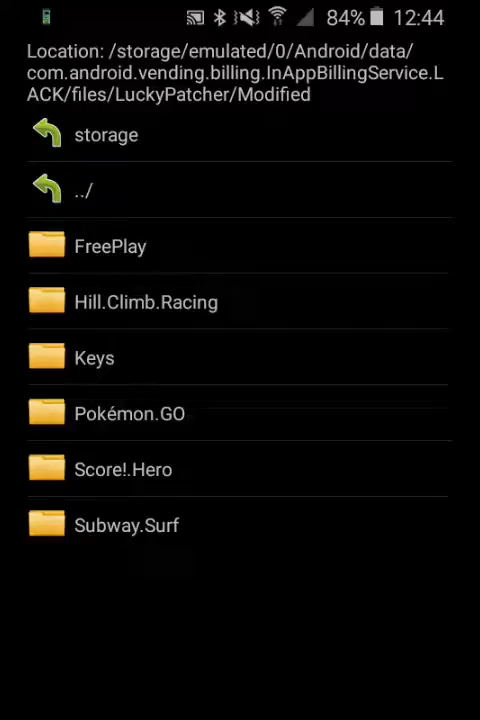 84% 12:44
Location: /storage/emulated/0/Android/data/
com.android.vending.billing.InAppBillingService.L
ACK/files/LuckyPatcher/Modified
storage
../
FreePlay
Hill.Climb.Racing
Keys
Pokémon.GO
Score!.Hero
Subway.Surf